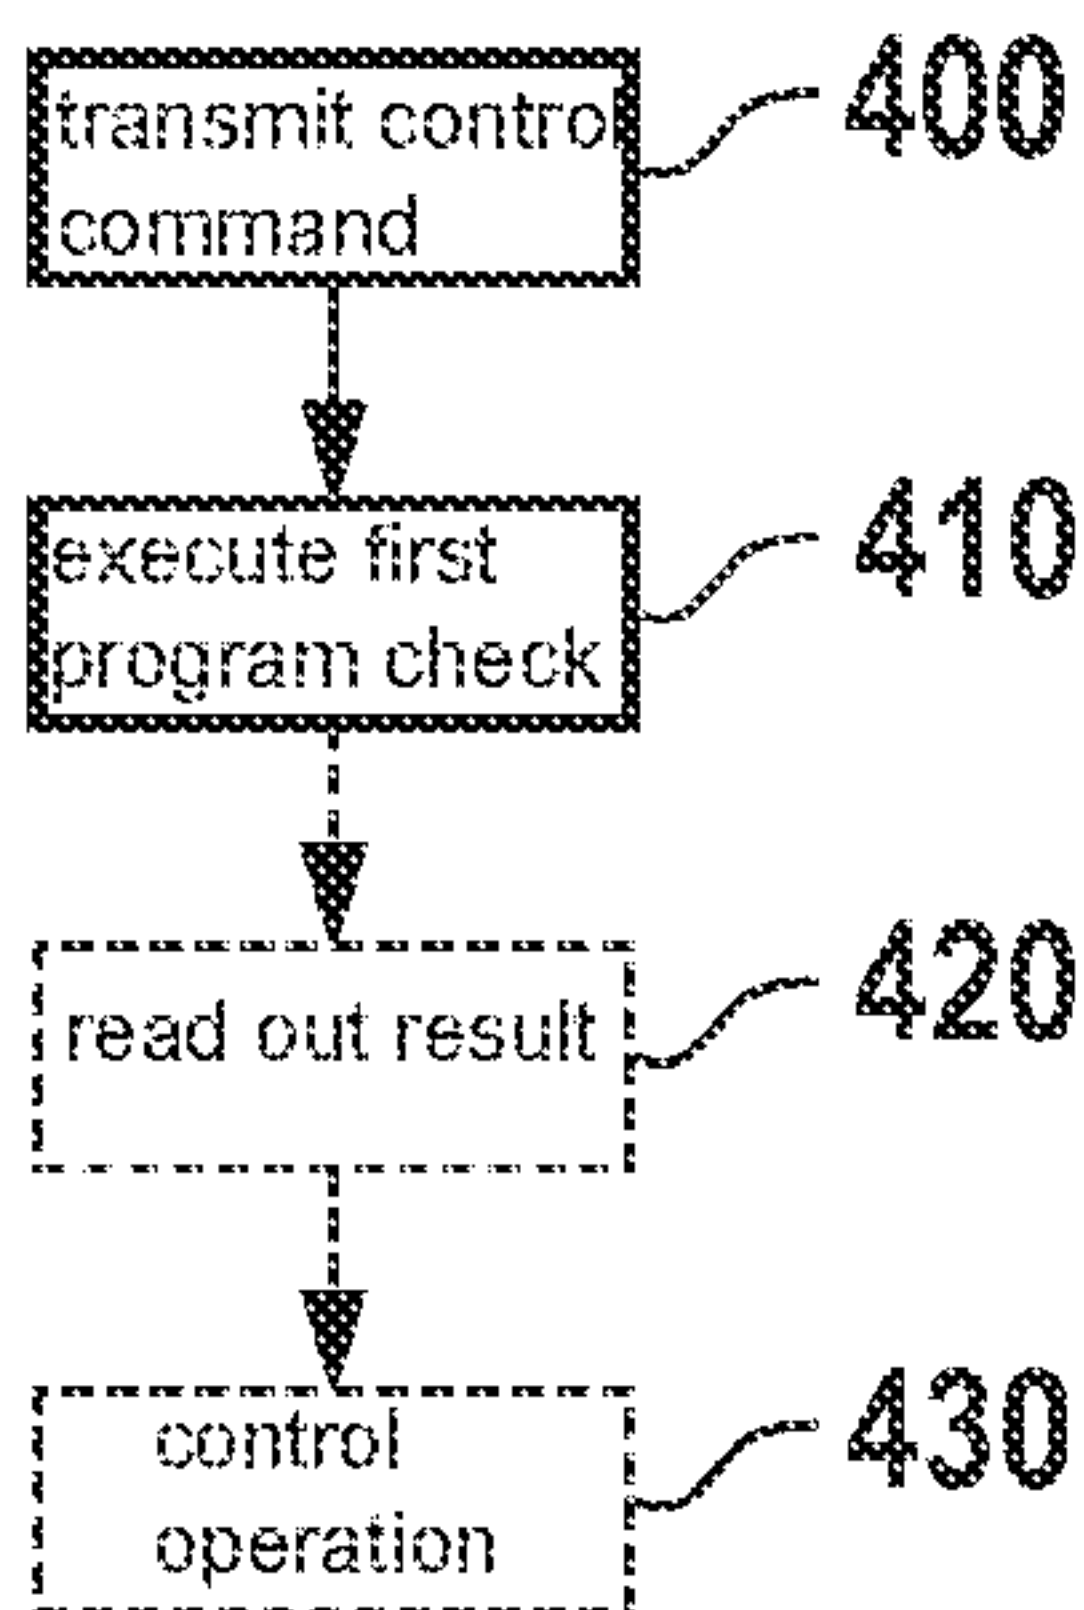 transmit control
command
400
execute first
program check
410
read out result
420
control
operation
430